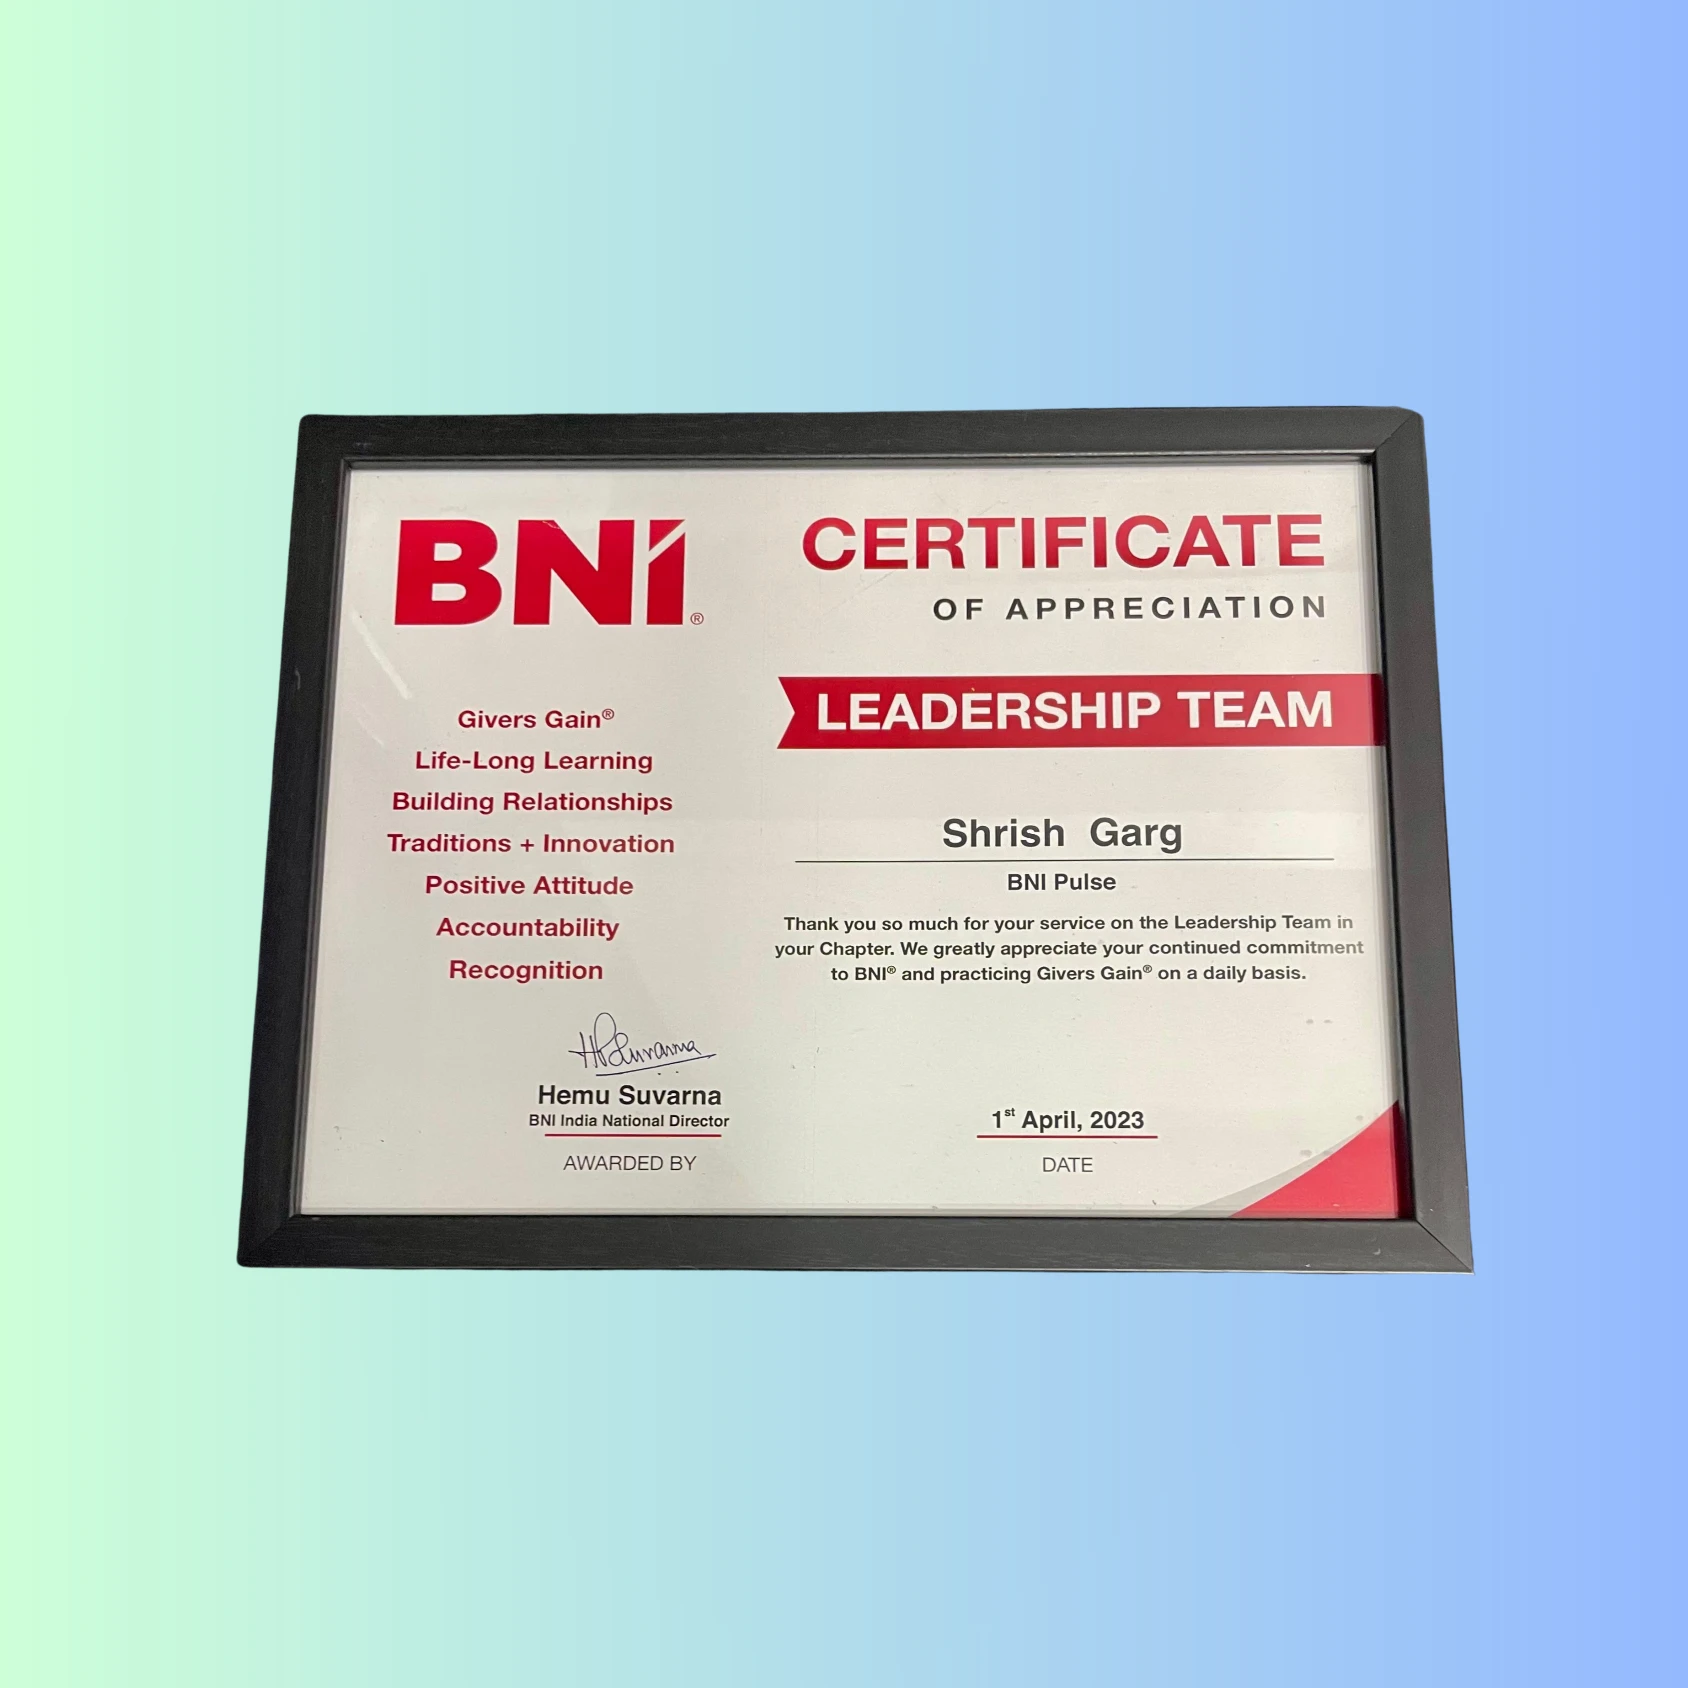 BNI®
CERTIFICATE
OF APPRECIATION
Givers Gain®
Life-Long Learning
Building Relationships
Traditions + Innovation
Positive Attitude
Accountability
Recognition
LEADERSHIP TEAM
Shrish Garg
BNI Pulse
Thank you so much for your service on the Leadership Team in
your Chapter. We greatly appreciate your continued commitment
to BNI® and practicing Givers Gain® on a daily basis.
HPSuvarna
Hemu Suvarna
BNI India National Director
AWARDED BY
1st April, 2023
DATE